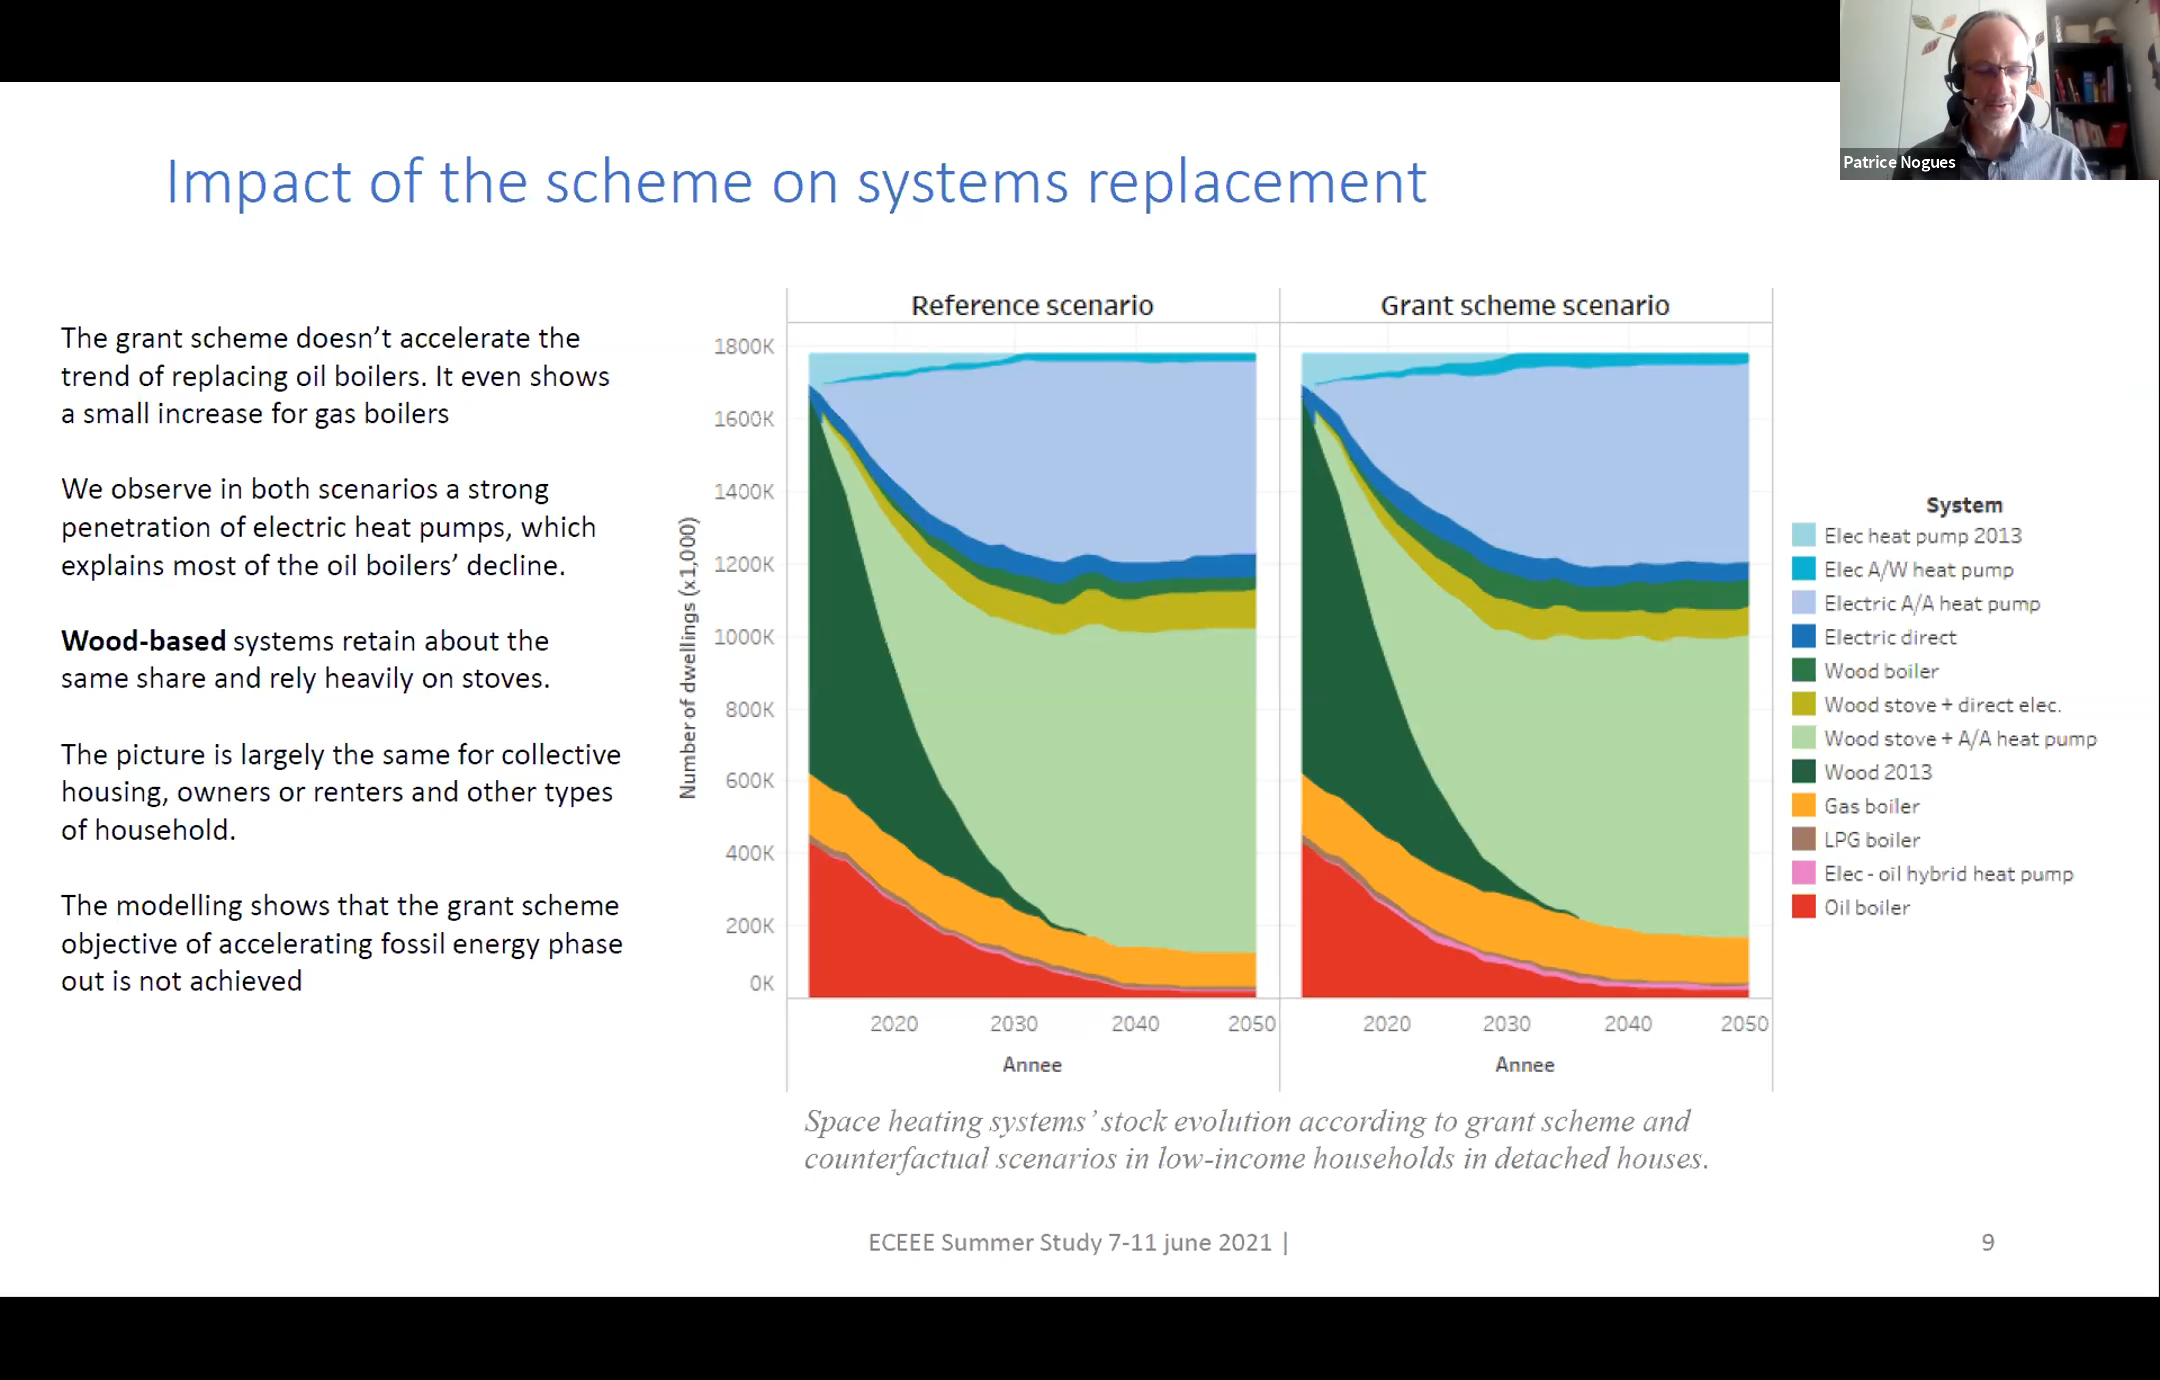 Patrice Nogues
Impact of the scheme on systems replacement
The grant scheme doesn’t accelerate the
trend of replacing oil boilers. It even shows
a small increase for gas boilers
We observe in both scenarios a strong
penetration of electric heat pumps, which
explains most of the oil boilers’ decline.
Wood-based systems retain about the
same share and rely heavily on stoves.
The picture is largely the same for collective
housing, owners or renters and other types
of household.
The modelling shows that the grant scheme
objective of accelerating fossil energy phase
out is not achieved
Reference scenario
Grant scheme scenario
Number of dwellings (x1,000)
1800K
1600K
1400K
1200K
1000K
800K
600K
400K
200K
0K
2020 2030 2040 2050
2020 2030 2040 2050
Annee
Annee
System
Elec heat pump 2013
Elec A/W heat pump
Electric A/A heat pump
Electric direct
Wood boiler
Wood stove + direct elec.
Wood stove + A/A heat pump
Wood 2013
Gas boiler
LPG boiler
Elec - oil hybrid heat pump
Oil boiler
Space heating systems’ stock evolution according to grant scheme and
counterfactual scenarios in low-income households in detached houses.
ECEEE Summer Study 7-11 june 2021 |
9